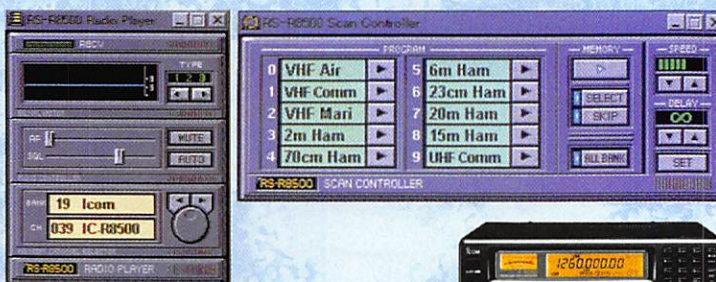 RS-R8500 Radio Player
RECV
TYPE
1 2 3
AF
SQL
MUTE
AUTO
BANK 19 Icom
CH 039 IC-R8500
RS-R8500 RADIO PLAYER
RS-R8500 Scan Controller
PROGRAM
0 VHF Air
1 VHF Comm
2 VHF Mari
3 2m Ham
4 70cm Ham
5 6m Ham
6 23cm Ham
7 20m Ham
8 15m Ham
9 UHF Comm
MEMORY
SELECT
SKIP
ALL BANK
SPEED
DELAY
∞
SET
RS-R8500 SCAN CONTROLLER
1260.000.00